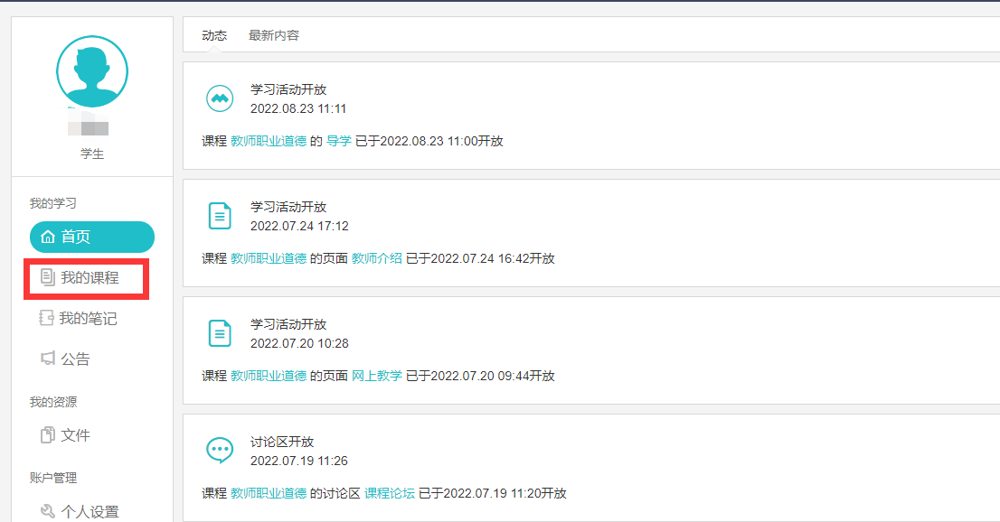 学生
我的学习
首页
我的课程
我的笔记
公告
我的资源
文件
账户管理
个人设置
动态 最新内容
学习活动开放
2022.08.23 11:11
课程 教师职业道德 的 导学 已于2022.08.23 11:00开放
学习活动开放
2022.07.24 17:12
课程 教师职业道德 的页面 教师介绍 已于2022.07.24 16:42开放
学习活动开放
2022.07.20 10:28
课程 教师职业道德 的页面 网上教学 已于2022.07.20 09:44开放
讨论区开放
2022.07.19 11:26
课程 教师职业道德 的讨论区 课程论坛 已于2022.07.19 11:20开放